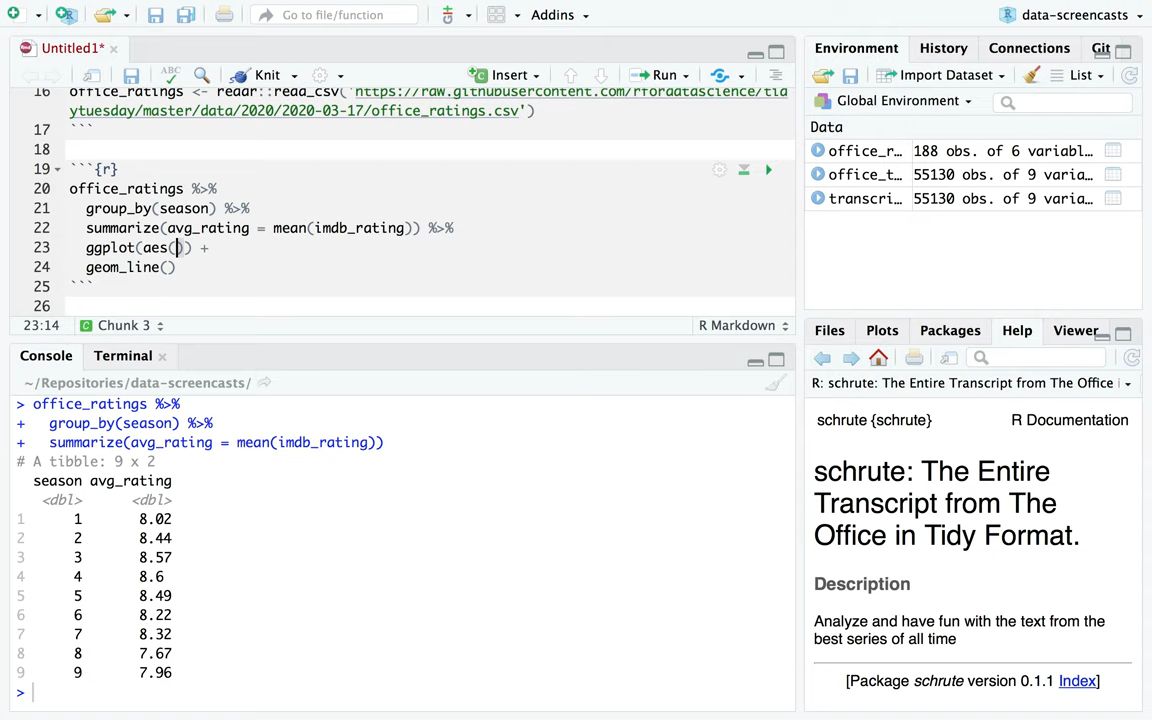 Go to file/function
Addins
data-screencasts
Untitled1*
Environment
History
Connections
Git
ABC
Knit
Insert
Run
Import Dataset
List
Global Environment
16
office_ratings <- readr::read_csv('https://raw.githubusercontent.com/rfordatascience/tid
ytuesday/master/data/2020/2020-03-17/office_ratings.csv')
17 ```
18
19 ```{r}
20 office_ratings %>%
21 group_by(season) %>%
22 summarize(avg_rating = mean(imdb_rating)) %>%
23 ggplot(aes()) +
24 geom_line()
25 ```
26
23:14
Chunk 3
R Markdown
Data
office_r… 188 obs. of 6 variabl…
office_t… 55130 obs. of 9 varia…
transcri… 55130 obs. of 9 varia…
Console
Terminal
~/Repositories/data-screencasts/
> office_ratings %>%
+ group_by(season) %>%
+ summarize(avg_rating = mean(imdb_rating))
# A tibble: 9 x 2
season avg_rating
<dbl> <dbl>
1 1 8.02
2 2 8.44
3 3 8.57
4 4 8.6
5 5 8.49
6 6 8.22
7 7 8.32
8 8 7.67
9 9 7.96
>
Files
Plots
Packages
Help
Viewer
R: schrute: The Entire Transcript from The Office
schrute {schrute}
R Documentation
schrute: The Entire
Transcript from The
Office in Tidy Format.
Description
Analyze and have fun with the text from the
best series of all time
[Package schrute version 0.1.1 Index]